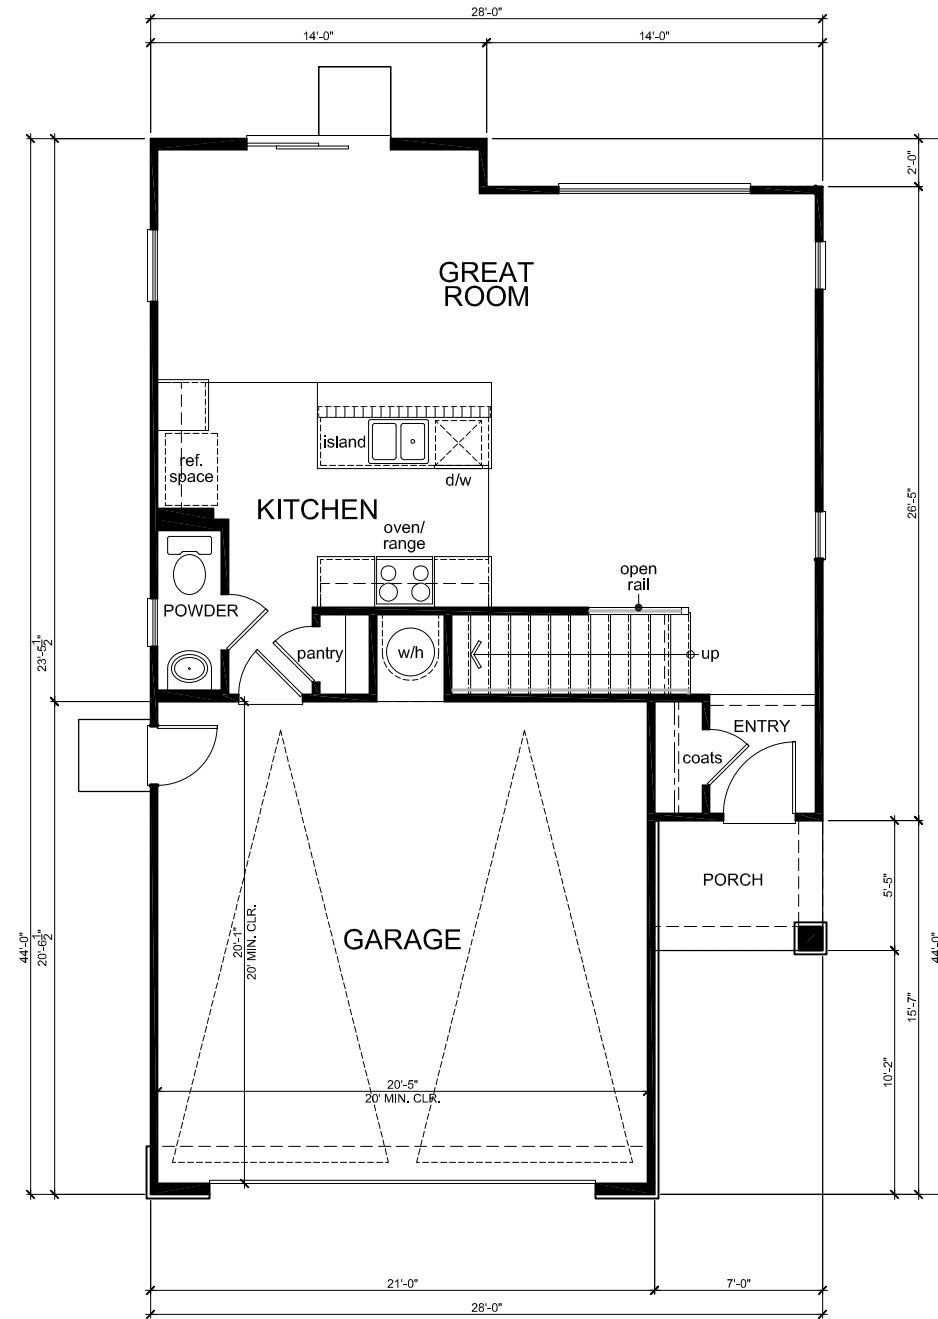 28'-0"
14'-0"
14'-0"
2'-0"
GREAT
ROOM
island
ref.
space
d/w
KITCHEN
oven/
range
26'-5"
open
rail
POWDER
23'-5 1/2"
pantry
w/h
up
ENTRY
coats
PORCH
5'-5"
GARAGE
20'-1"
20' MIN. CLR.
44'-0"
20'-6 1/2"
44'-0"
15'-7"
10'-2"
20'-5"
20' MIN. CLR.
21'-0"
7'-0"
28'-0"